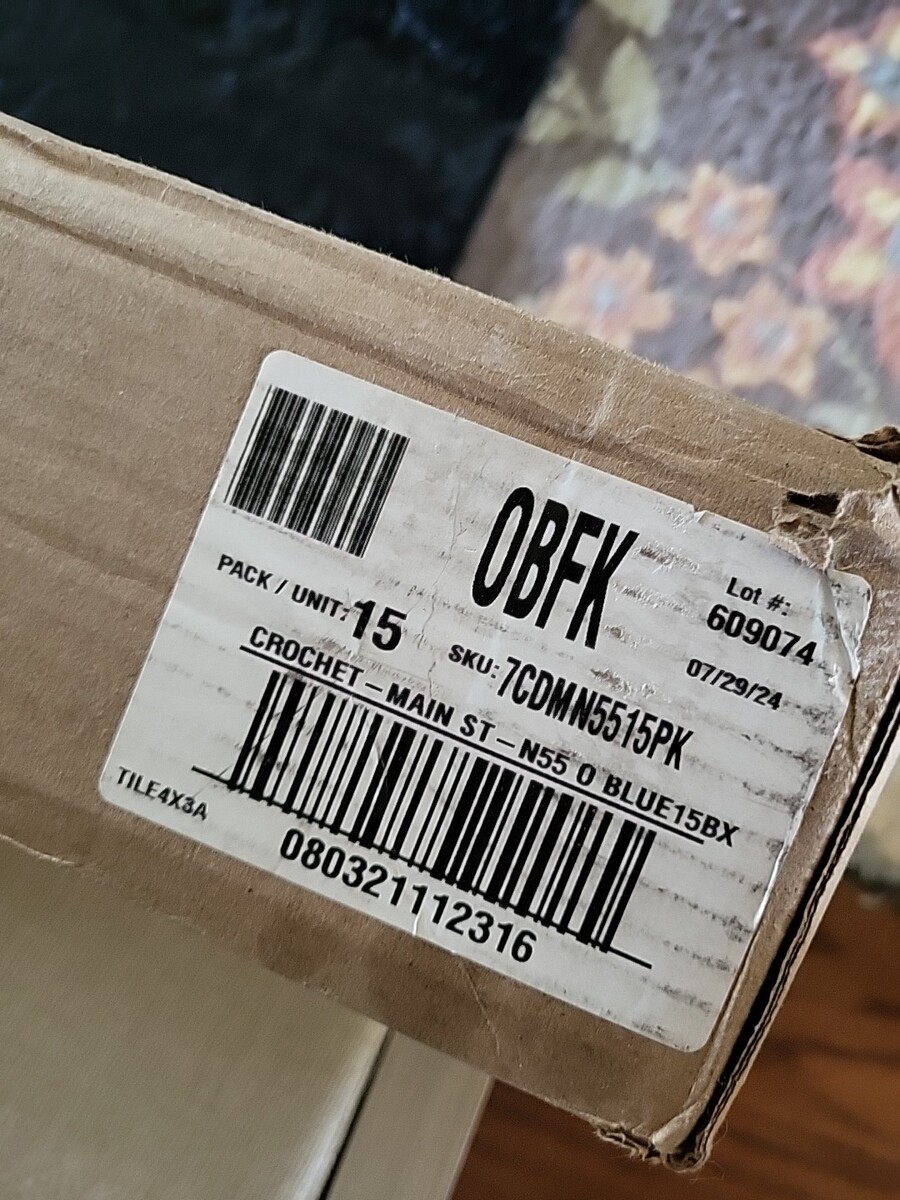 OBFK
Lot #:
609074
07/29/24
PACK / UNIT: 15
SKU: 7CDMN5515PK
CROCHET - MAIN ST - N55 O BLUE15BX
080321112316
TILE4X3A